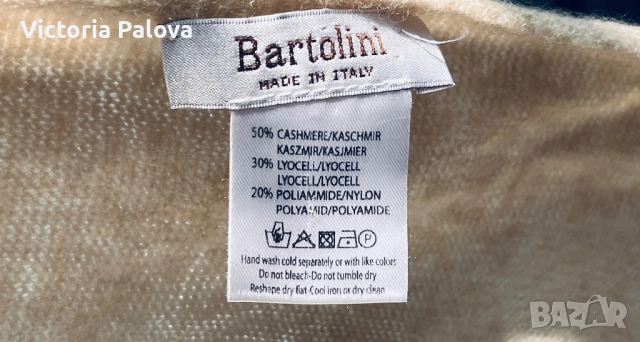 Victoria Palova
Bartolini
MADE IN ITALY
50% CASHMERE/KASCHMIR
KASZMIR/KASJMIER
30% LYOCELL/LYOCELL
LYOCELL/LYOCELL
20% POLIAMMIDE/NYLON
POLYAMID/POLYAMIDE
Hand wash cold separately or with like colors
Do not bleach-Do not tumble dry
Reshape dry flat-Cool iron or dry clean
BAZAR
bg